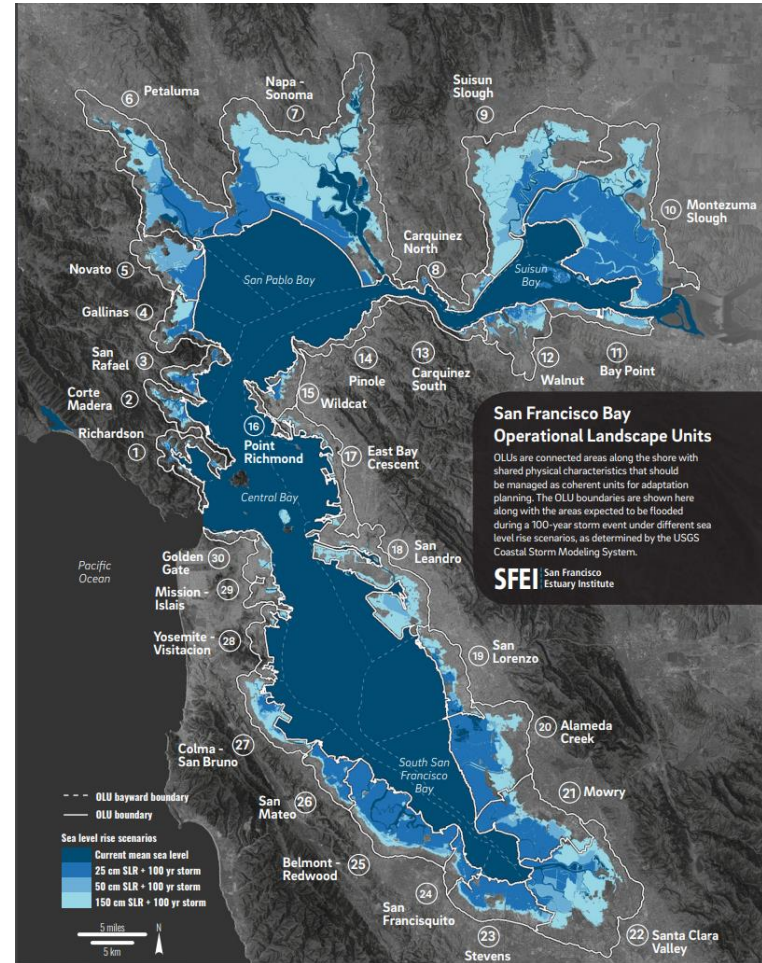 6
Petaluma
Napa -
Sonoma
7
Suisun
Slough
9
10
Montezuma
Slough
Carquinez
North
8
Suisun
Bay
San Pablo Bay
Novato
5
Gallinas
4
San
Rafael
3
Corte
Madera
2
Richardson
1
14
Pinole
13
Carquinez
South
12
Walnut
11
Bay Point
15
Wildcat
16
Point
Richmond
17
East Bay
Crescent
Central Bay
San Francisco Bay
Operational Landscape Units
OLUs are connected areas along the shore with
shared physical characteristics that should
be managed as coherent units for adaptation
planning. The OLU boundaries are shown here
along with the areas expected to be flooded
during a 100-year storm event under different sea
level rise scenarios, as determined by the USGS
Coastal Storm Modeling System.
SFEI San Francisco
Estuary Institute
Pacific
Ocean
Golden
Gate
30
Mission -
Islais
29
Yosemite -
Visitacion
28
18
San
Leandro
19
San
Lorenzo
20
Alameda
Creek
21
Mowry
South San
Francisco
Bay
27
Colma -
San Bruno
26
San
Mateo
25
Belmont -
Redwood
24
San
Francisquito
23
Stevens
22
Santa Clara
Valley
OLU bayward boundary
OLU boundary
Sea level rise scenarios
Current mean sea level
25 cm SLR + 100 yr storm
50 cm SLR + 100 yr storm
150 cm SLR + 100 yr storm
5 miles
5 km
N